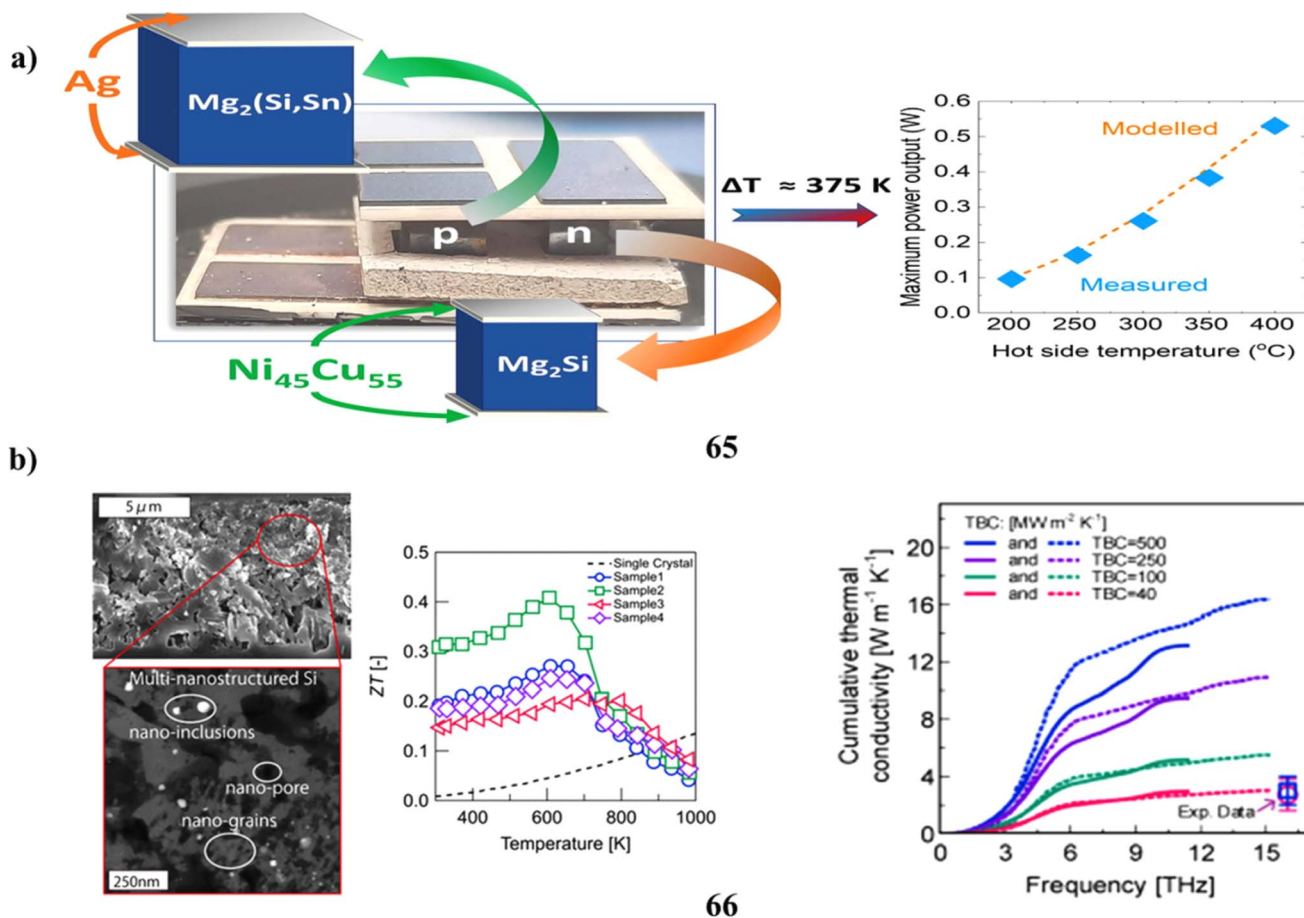 a)
Ag
Mg₂(Si,Sn)
p
n
Ni₄₅Cu₅₅
Mg₂Si
ΔT ≈ 375 K
Maximum power output (W)
0.6
0.5
0.4
0.3
0.2
0.1
0.0
Modelled
Measured
200 250 300 350 400
Hot side temperature (°C)
65
b)
5 μm
Multi-nanostructured Si
nano-inclusions
nano-pore
nano-grains
250nm
ZT [-]
0.5
0.4
0.3
0.2
0.1
0.0
Single Crystal
Sample1
Sample2
Sample3
Sample4
400 600 800 1000
Temperature [K]
Cumulative thermal
conductivity [W m⁻¹ K⁻¹]
20
16
12
8
4
0
TBC: [MW m⁻² K⁻¹]
and TBC=500
and TBC=250
and TBC=100
and TBC=40
Exp. Data
0 3 6 9 12 15
Frequency [THz]
66